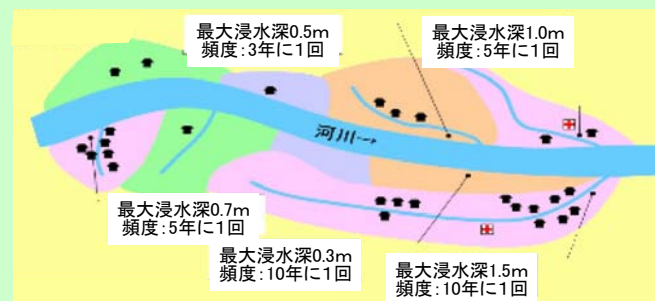 最大浸水深0.5m
頻度:3年に1回
最大浸水深1.0m
頻度:5年に1回
河川→
最大浸水深0.7m
頻度:5年に1回
最大浸水深0.3m
頻度:10年に1回
最大浸水深1.5m
頻度:10年に1回